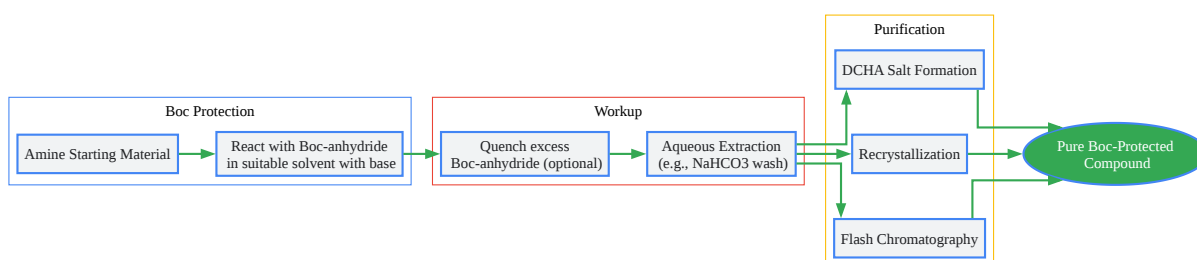 Boc Protection
Amine Starting Material
React with Boc-anhydride
in suitable solvent with base
Workup
Quench excess
Boc-anhydride (optional)
Aqueous Extraction
(e.g., NaHCO3 wash)
Purification
DCHA Salt Formation
Recrystallization
Flash Chromatography
Pure Boc-Protected
Compound